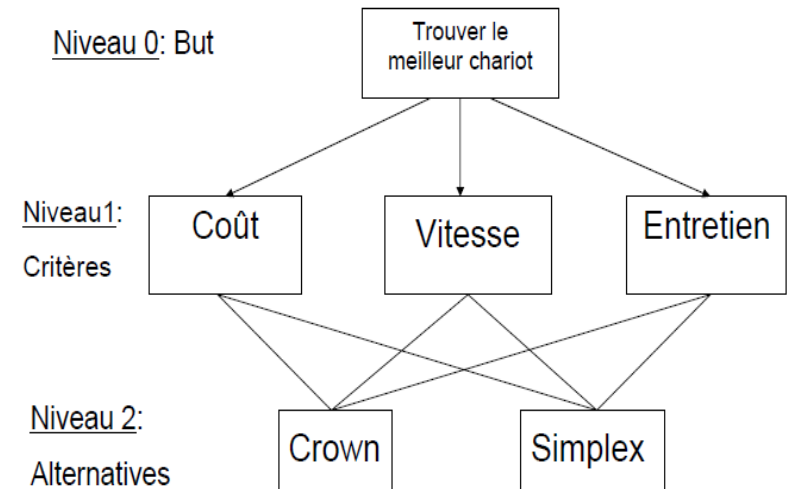 Niveau 0: But
Trouver le
meilleur chariot
Niveau1:
Critères
Coût
Vitesse
Entretien
Niveau 2:
Alternatives
Crown
Simplex